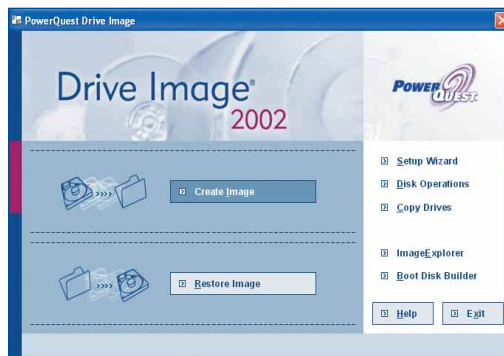 PowerQuest Drive Image
Drive Image®
2002
POWER
QUEST
Create Image
Restore Image
Setup Wizard
Disk Operations
Copy Drives
ImageExplorer
Boot Disk Builder
Help
Exit